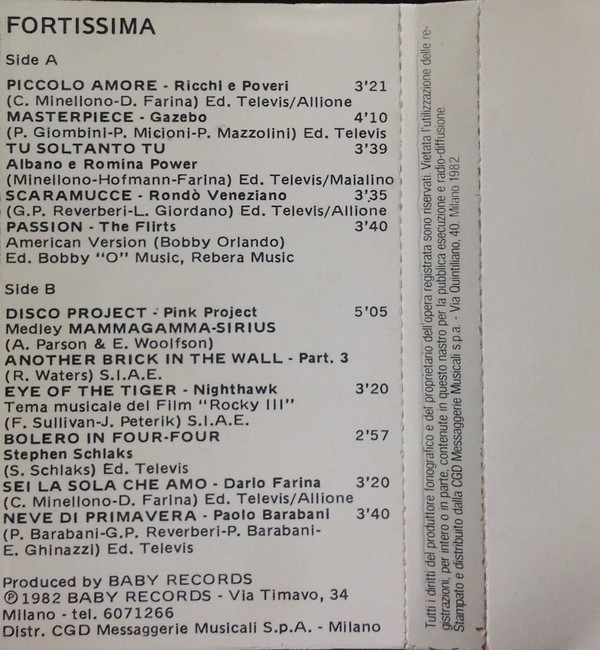 FORTISSIMA
Side A
PICCOLO AMORE - Ricchi e Poveri 3'21
(C. Minellono-D. Farina) Ed. Televis/Allione
MASTERPIECE - Gazebo 4'10
(P. Giombini-P. Micioni-P. Mazzolini) Ed. Televis
TU SOLTANTO TU 3'39
Albano e Romina Power
(Minellono-Hofmann-Farina) Ed. Televis/Maialino
SCARAMUCCE - Rondò Veneziano 3'35
(G.P. Reverberi-L. Giordano) Ed. Televis/Allione
PASSION - The Flirts 3'40
American Version (Bobby Orlando)
Ed. Bobby "O" Music, Rebera Music
Side B
DISCO PROJECT - Pink Project 5'05
Medley MAMMAGAMMA-SIRIUS
(A. Parson & E. Woolfson)
ANOTHER BRICK IN THE WALL - Part. 3
(R. Waters) S.I.A.E.
EYE OF THE TIGER - Nighthawk 3'20
Tema musicale del Film "Rocky III"
(F. Sullivan-J. Peterik) S.I.A.E.
BOLERO IN FOUR-FOUR 2'57
Stephen Schlaks
(S. Schlaks) Ed. Televis
SEI LA SOLA CHE AMO - Dario Farina 3'20
(C. Minellono-D. Farina) Ed. Televis/Allione
NEVE DI PRIMAVERA - Paolo Barabani 3'40
(P. Barabani-G.P. Reverberi-P. Barabani-
E. Ghinazzi) Ed. Televis
Produced by BABY RECORDS
℗1982 BABY RECORDS - Via Timavo, 34
Milano - tel. 6071266
Distr. CGD Messaggerie Musicali S.p.A. - Milano
Tutti i diritti del produttore fonografico e del proprietario dell'opera registrata sono riservati. Vietata l'utilizzazione delle re-
gistrazioni, per intero o in parte, contenute in questo nastro per la pubblica esecuzione e radio-diffusione.
Stampato e distribuito dalla CGD Messaggerie Musicali s.p.a. - Via Quintiliano, 40, Milano 1982